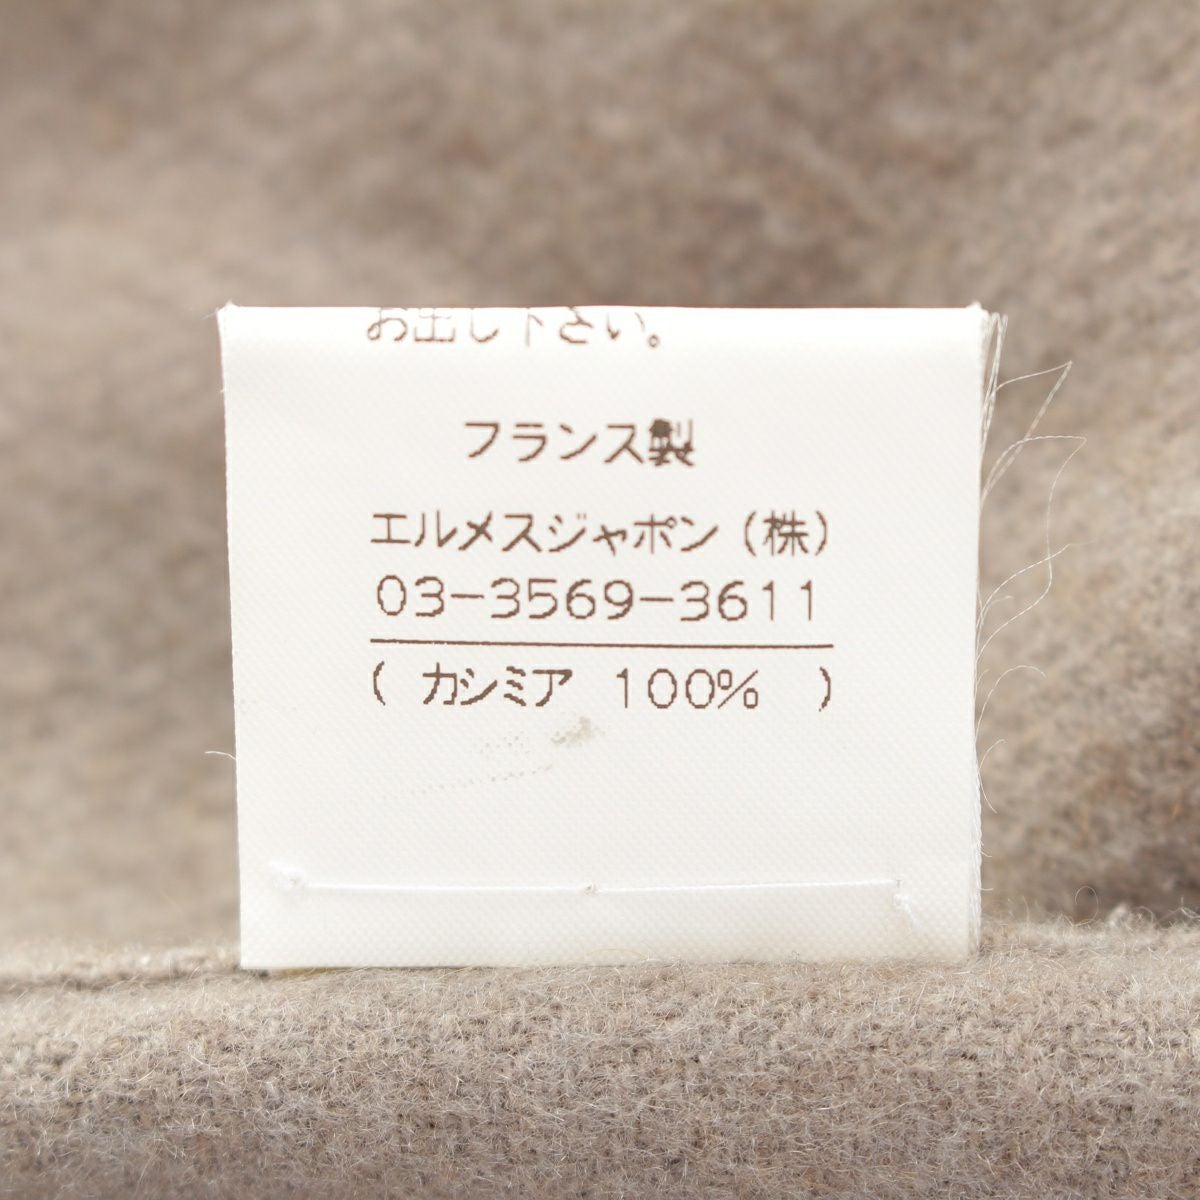 お出し下さい。
フランス製
エルメスジャポン(株)
03-3569-3611
( カシミア 100% )